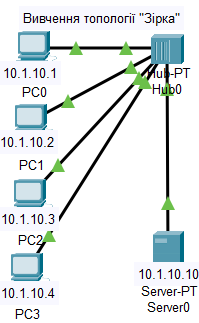 Вивчення топології "Зірка"
10.1.10.1
PC0
Hub-PT
Hub0
10.1.10.2
PC1
10.1.10.3
PC2
10.1.10.4
PC3
10.1.10.10
Server-PT
Server0